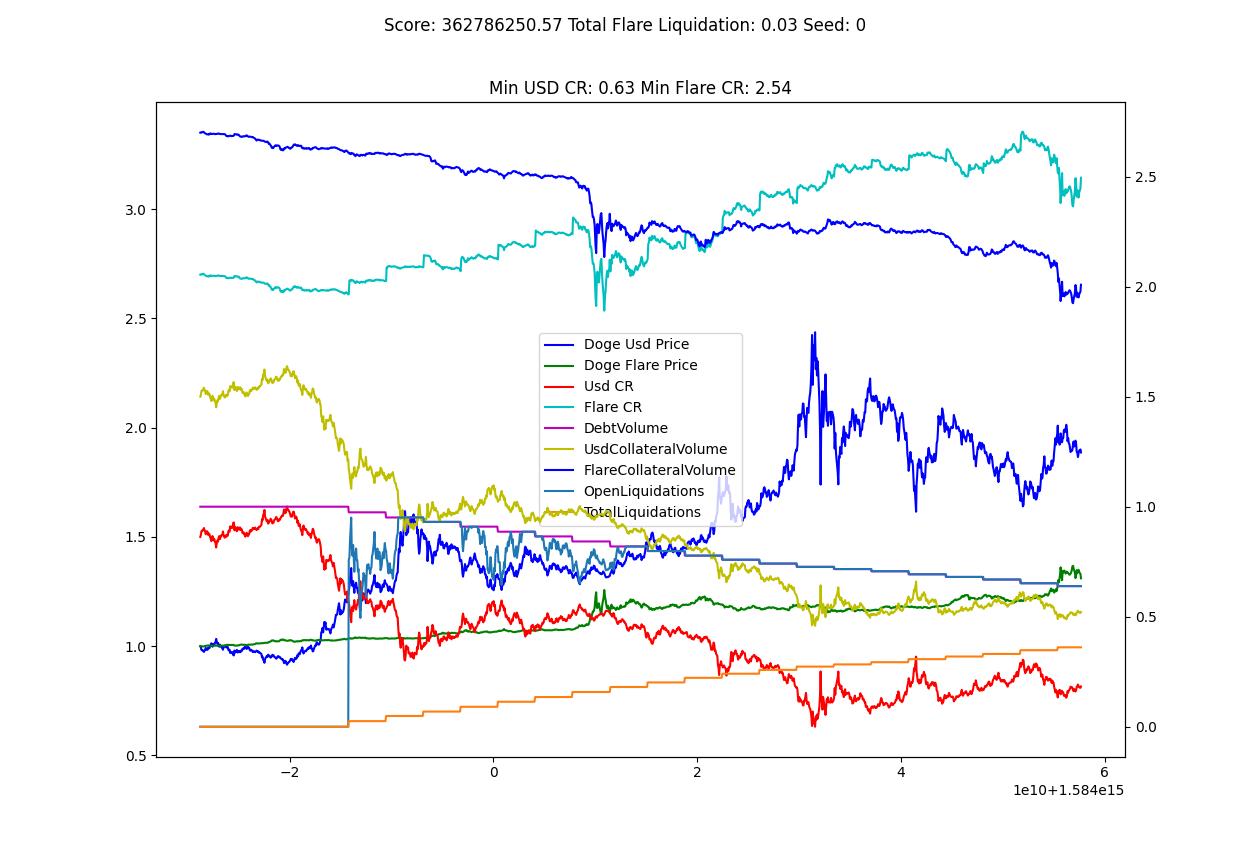 Score: 362786250.57 Total Flare Liquidation: 0.03 Seed: 0
Min USD CR: 0.63 Min Flare CR: 2.54
3.0
2.5
2.0
1.5
1.0
0.5
2.5
2.0
1.5
1.0
0.5
0.0
Doge Usd Price
Doge Flare Price
Usd CR
Flare CR
DebtVolume
UsdCollateralVolume
FlareCollateralVolume
OpenLiquidations
TotalLiquidations
−2
0
2
4
6
1e10+1.584e15